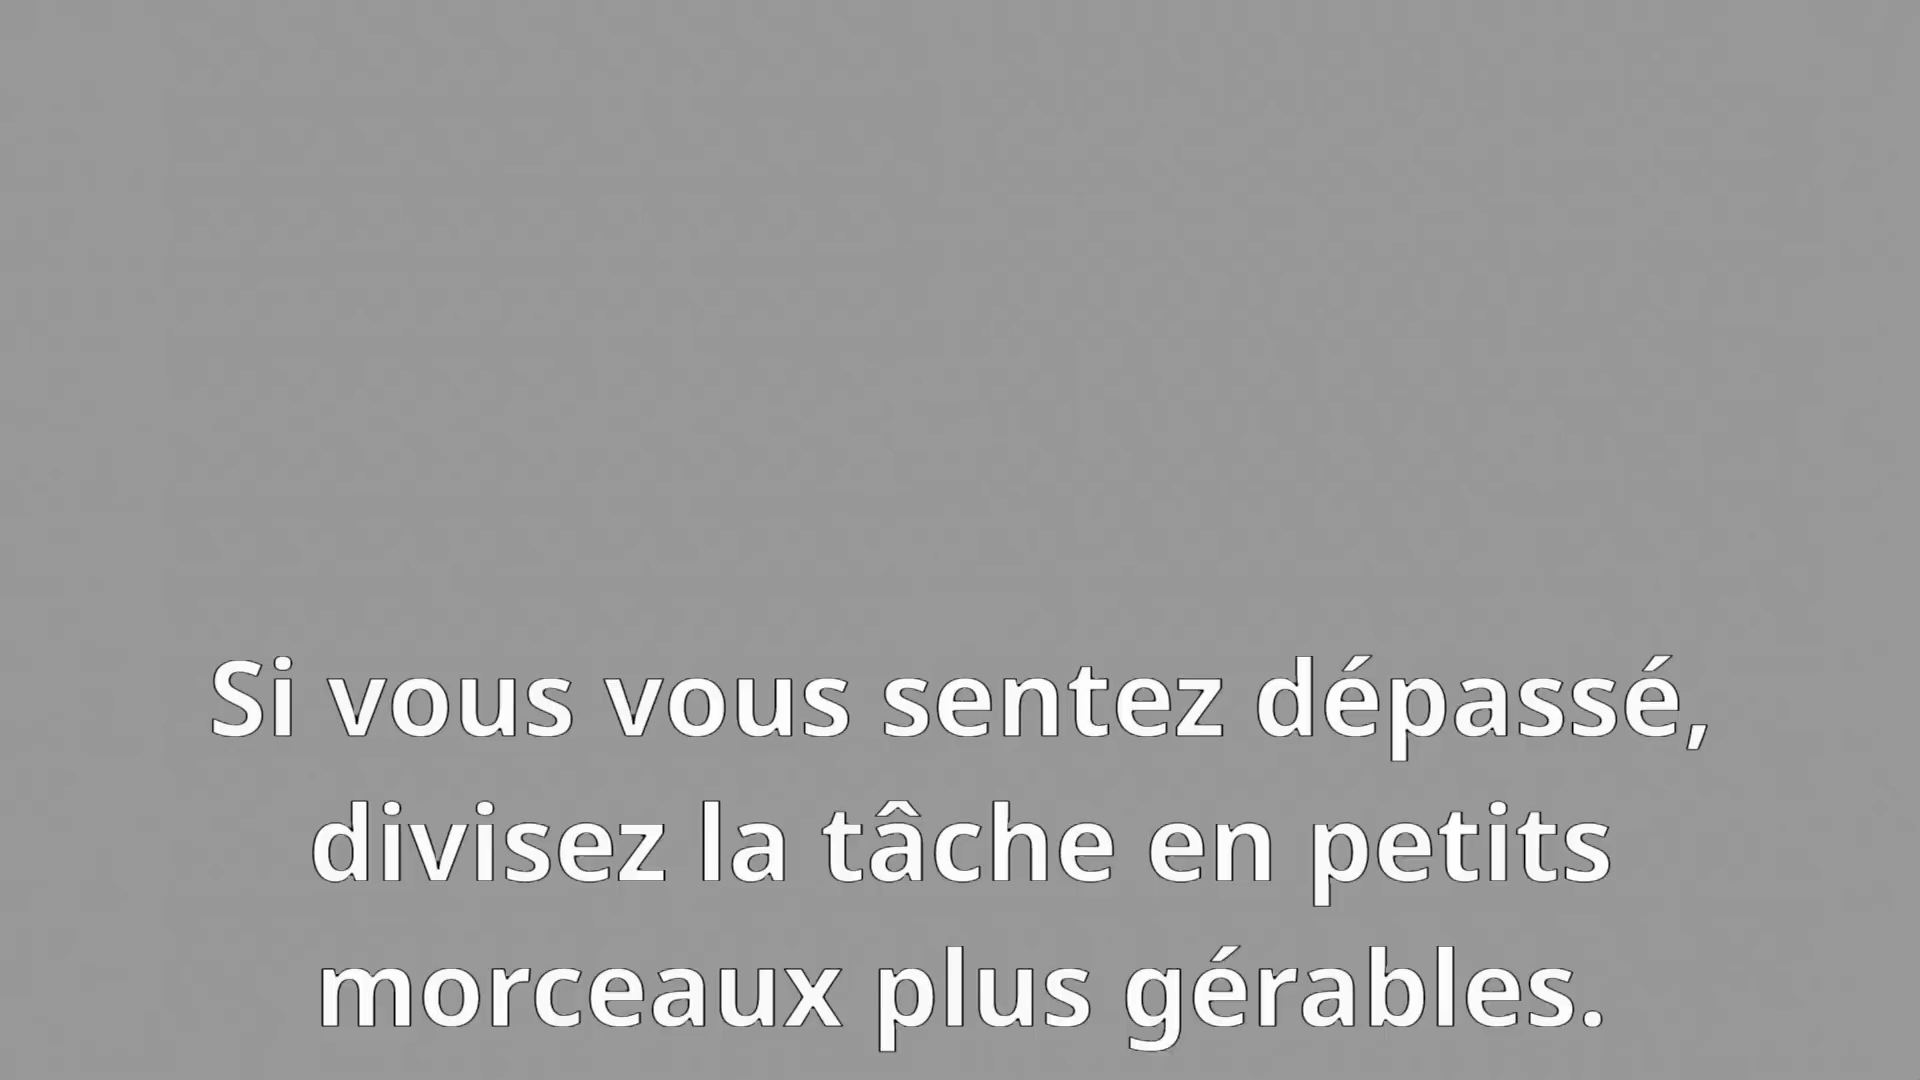 Si vous vous sentez dépassé,
divisez la tâche en petits
morceaux plus gérables.